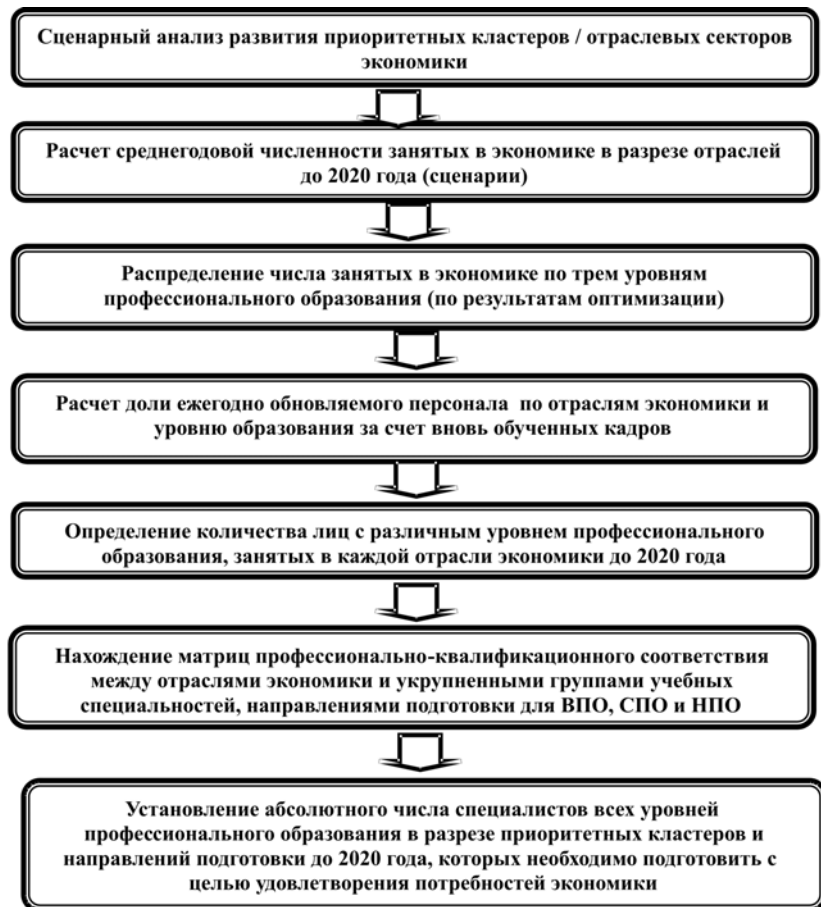 Сценарный анализ развития приоритетных кластеров / отраслевых секторов
экономики
Расчет среднегодовой численности занятых в экономике в разрезе отраслей
до 2020 года (сценарии)
Распределение числа занятых в экономике по трем уровням
профессионального образования (по результатам оптимизации)
Расчет доли ежегодно обновляемого персонала по отраслям экономики и
уровню образования за счет вновь обученных кадров
Определение количества лиц с различным уровнем профессионального
образования, занятых в каждой отрасли экономики до 2020 года
Нахождение матриц профессионально-квалификационного соответствия
между отраслями экономики и укрупненными группами учебных
специальностей, направлениями подготовки для ВПО, СПО и НПО
Установление абсолютного числа специалистов всех уровней
профессионального образования в разрезе приоритетных кластеров и
направлений подготовки до 2020 года, которых необходимо подготовить с
целью удовлетворения потребностей экономики